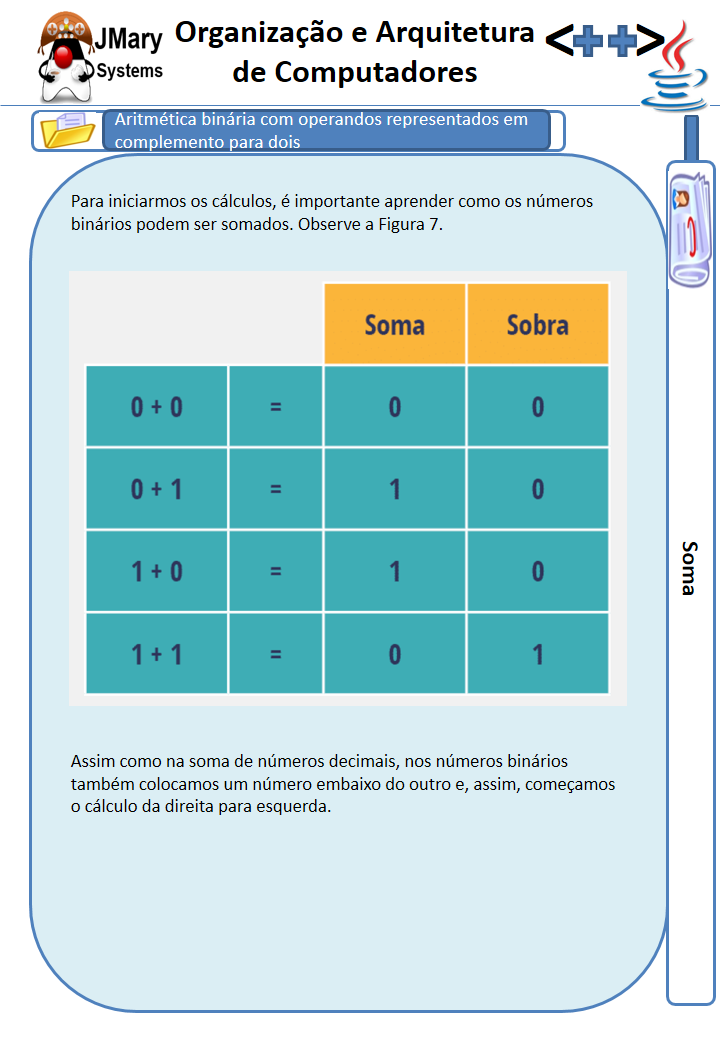 JMary
Systems
Organização e Arquitetura
de Computadores
<++>
Aritmética binária com operandos representados em
complemento para dois
Para iniciarmos os cálculos, é importante aprender como os números
binários podem ser somados. Observe a Figura 7.
Soma Sobra
0 + 0 = 0 0
0 + 1 = 1 0
1 + 0 = 1 0
1 + 1 = 0 1
Assim como na soma de números decimais, nos números binários
também colocamos um número embaixo do outro e, assim, começamos
o cálculo da direita para esquerda.
Soma